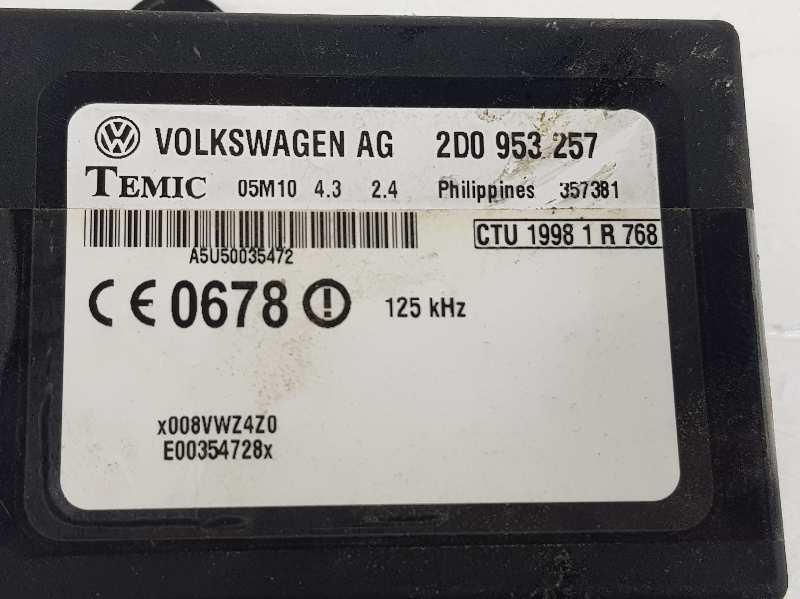 VW VOLKSWAGEN AG 2D0 953 257
TEMIC 05M10 4.3 2.4 Philippines 357381
A5U50035472
CTU 1998 1 R 768
CE 0678 ! 125 kHz
x008VWZ4Z0
E00354728x